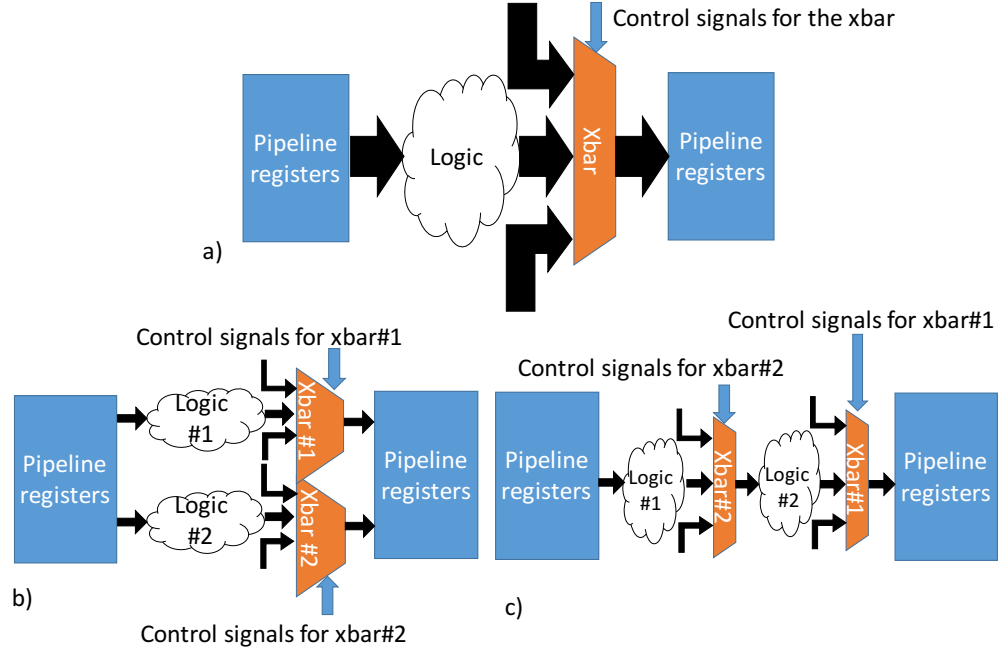 Control signals for the xbar
Pipeline
registers
Logic
Xbar
Pipeline
registers
a)
Control signals for xbar#1
Logic
#1
Xbar #1
Pipeline
registers
Logic
#2
Xbar #2
Pipeline
registers
b)
Control signals for xbar#2
Control signals for xbar#1
Control signals for xbar#2
Pipeline
registers
Logic
#1
Xbar#2
Logic
#2
Xbar#1
Pipeline
registers
c)